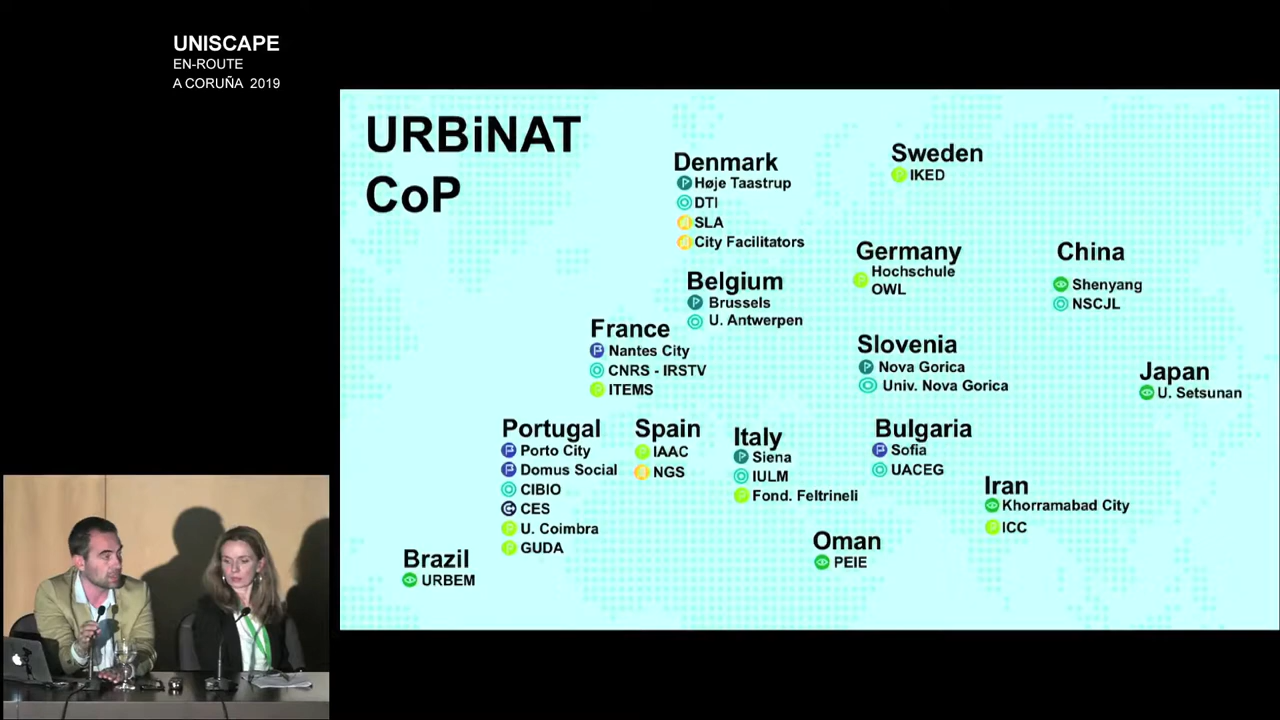 UNISCAPE
EN-ROUTE
A CORUÑA 2019
URBiNAT
CoP
Denmark
Høje Taastrup
DTI
SLA
City Facilitators
Sweden
IKED
Germany
Hochschule
OWL
China
Shenyang
NSCJL
Belgium
Brussels
U. Antwerpen
France
Nantes City
CNRS - IRSTV
ITEMS
Slovenia
Nova Gorica
Univ. Nova Gorica
Japan
U. Setsunan
Portugal
Porto City
Domus Social
CIBIO
CES
U. Coimbra
GUDA
Spain
IAAC
NGS
Italy
Siena
IULM
Fond. Feltrineli
Bulgaria
Sofia
UACEG
Iran
Khorramabad City
ICC
Oman
PEIE
Brazil
URBEM